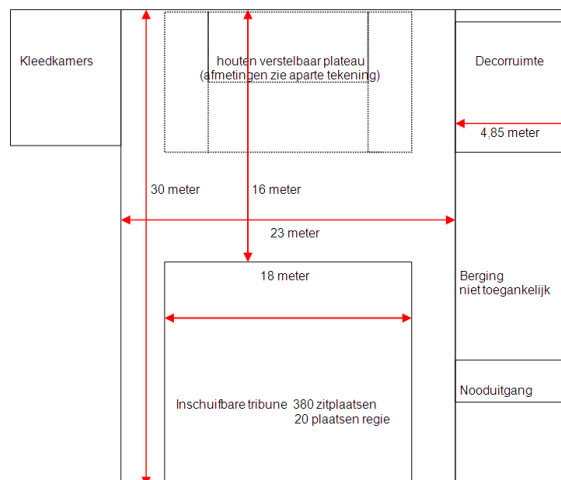 Kleedkamers
houten verstelbaar plateau
(afmetingen zie aparte tekening)
Decorruimte
4,85 meter
30 meter
16 meter
23 meter
18 meter
Berging
niet toegankelijk
Inschuifbare tribune 380 zitplaatsen
20 plaatsen regie
Nooduitgang